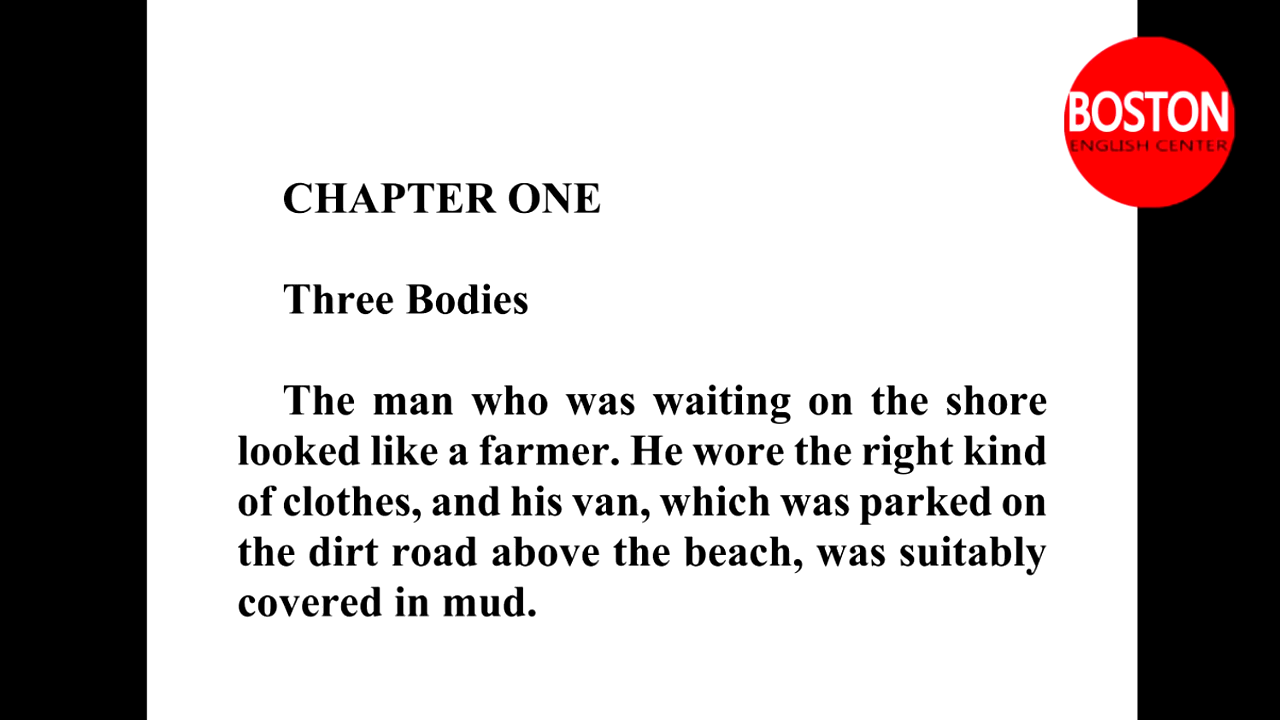 BOSTON
ENGLISH CENTER
CHAPTER ONE
Three Bodies
The man who was waiting on the shore
looked like a farmer. He wore the right kind
of clothes, and his van, which was parked on
the dirt road above the beach, was suitably
covered in mud.